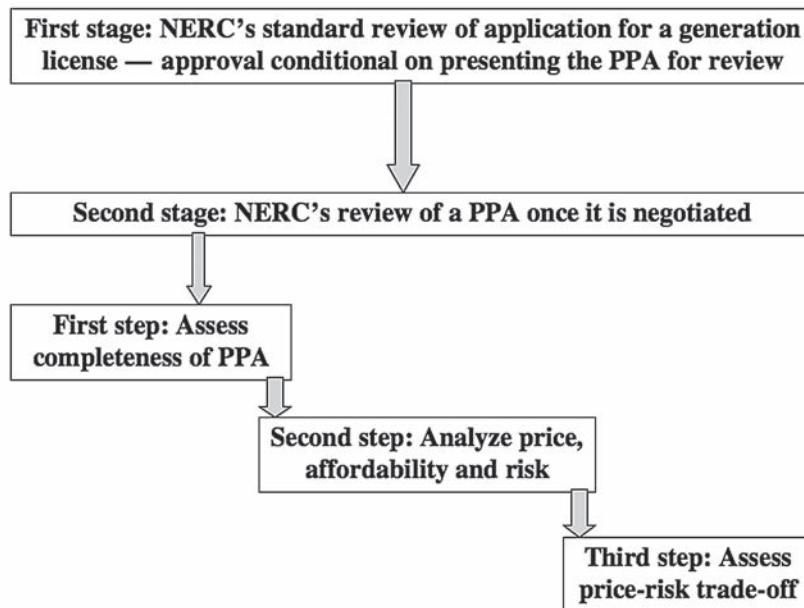 First stage: NERC's standard review of application for a generation
license — approval conditional on presenting the PPA for review
Second stage: NERC's review of a PPA once it is negotiated
First step: Assess
completeness of PPA
Second step: Analyze price,
affordability and risk
Third step: Assess
price-risk trade-off